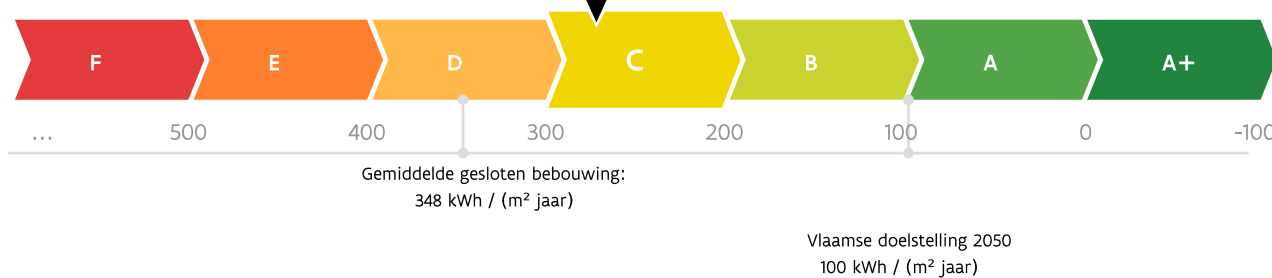 F E D C B A A+
... 500 400 300 200 100 0 -100
Gemiddelde gesloten bebouwing:
348 kWh / (m² jaar)
Vlaamse doelstelling 2050
100 kWh / (m² jaar)